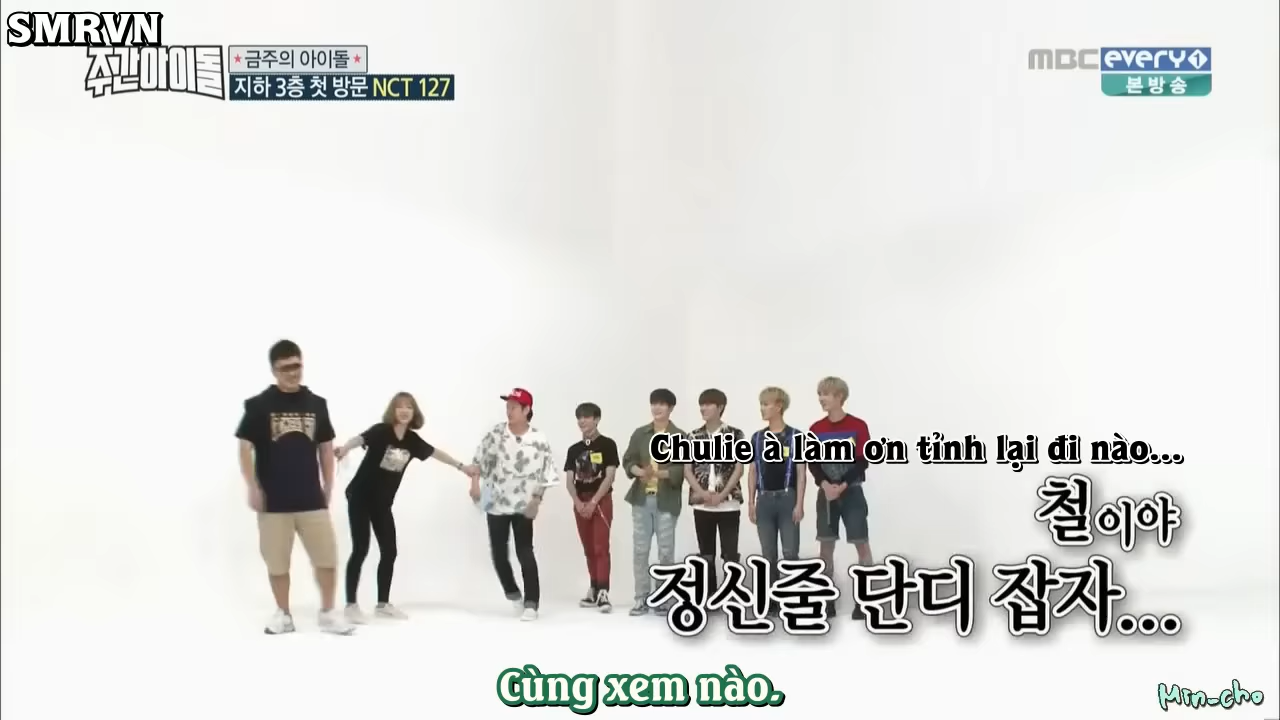 SMRVN
주간아이돌
★금주의 아이돌★
지하 3층 첫 방문 NCT 127
MBC every1
본방송
Chulie à làm ơn tỉnh lại đi nào...
철이야
정신줄 단디 잡자...
Cùng xem nào.
Min-cho